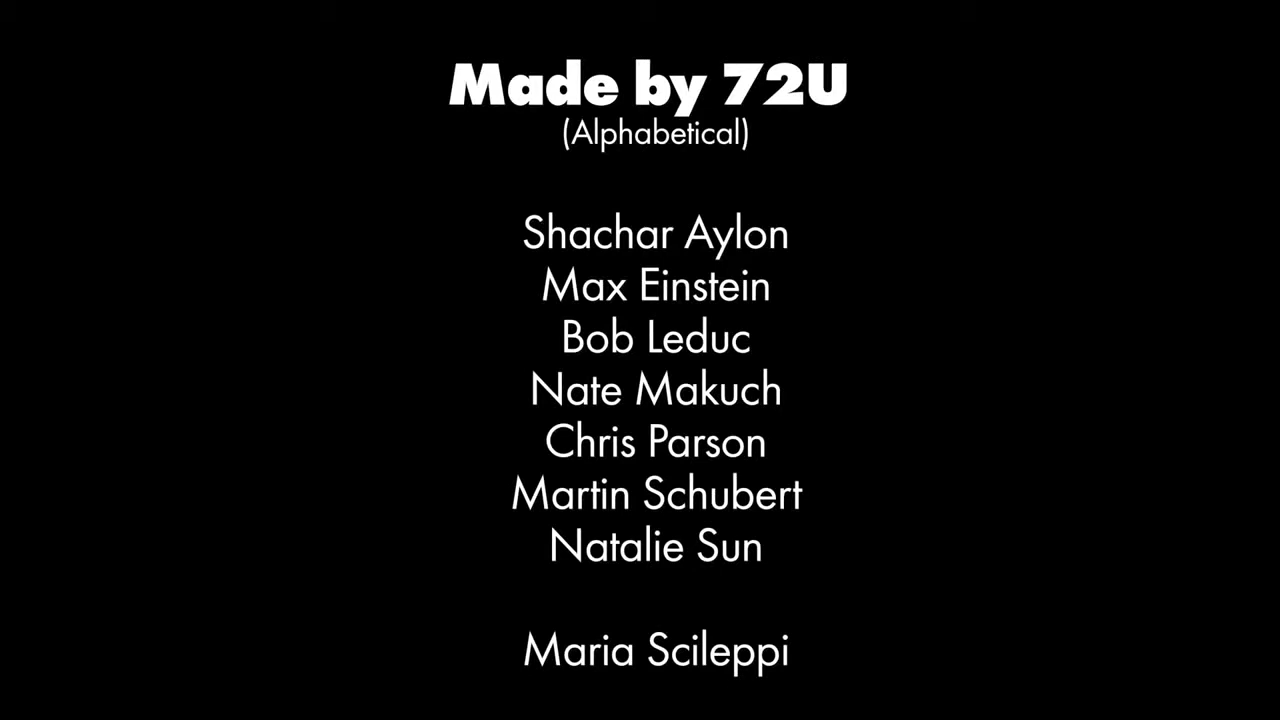 Made by 72U
(Alphabetical)
Shachar Aylon
Max Einstein
Bob Leduc
Nate Makuch
Chris Parson
Martin Schubert
Natalie Sun
Maria Scileppi